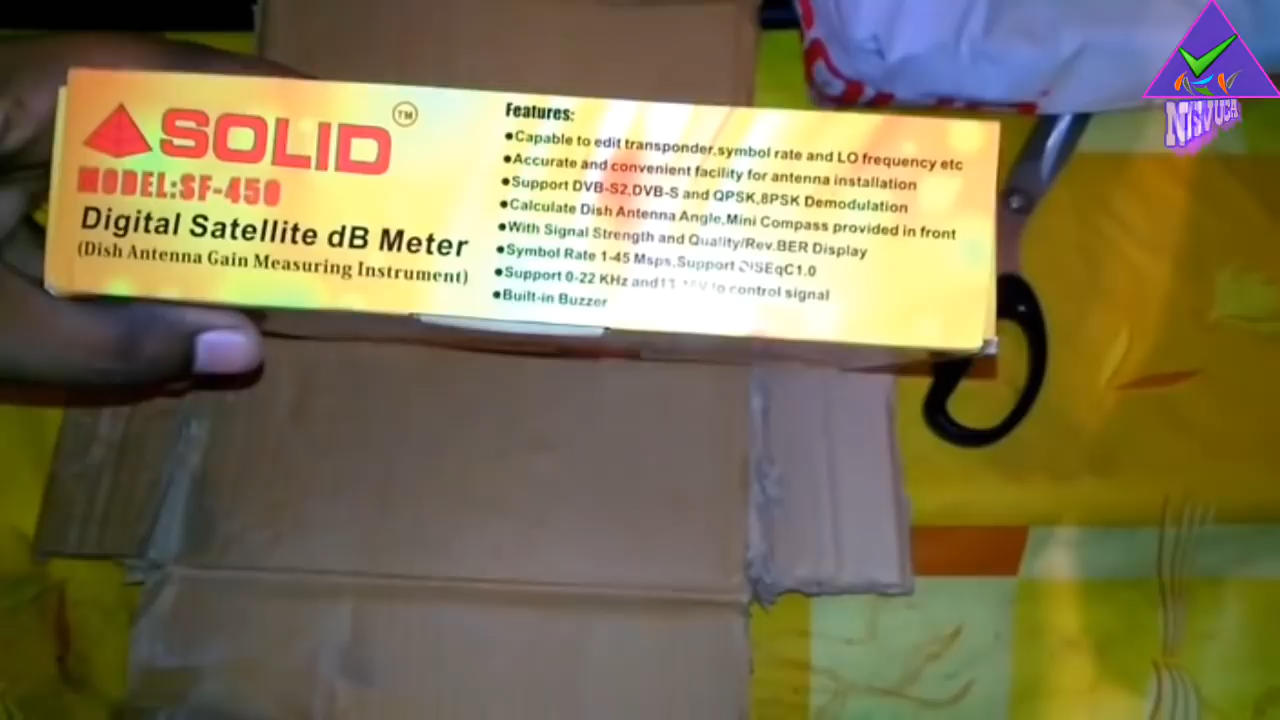 SOLID TM
MODEL:SF-450
Digital Satellite dB Meter
(Dish Antenna Gain Measuring Instrument)
Features:
●Capable to edit transponder,symbol rate and LO frequency etc
●Accurate and convenient facility for antenna installation
●Support DVB-S2,DVB-S and QPSK,8PSK Demodulation
●Calculate Dish Antenna Angle,Mini Compass provided in front
●With Signal Strength and Quality/Rev.BER Display
●Symbol Rate 1-45 Msps,Support DiSEqC1.0
●Support 0-22 KHz and to control signal
●Built-in Buzzer
NEVUCA